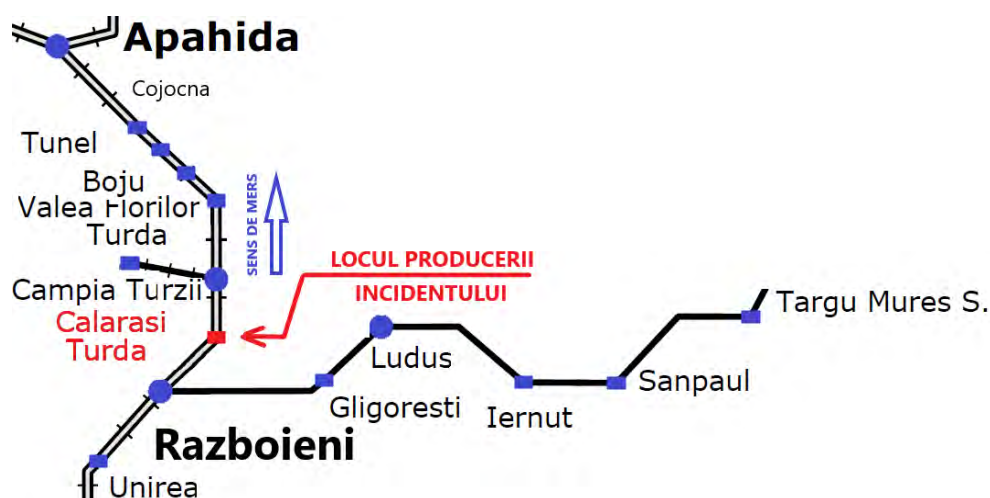 Apahida
Cojocna
Tunel
Boju
Valea Florilor
Turda
SENS DE MERS
Campia Turzii
Calarasi
Turda
LOCUL PRODUCERII
INCIDENTULUI
Targu Mures S.
Ludus
Sanpaul
Gligoresti
Iernut
Razboieni
Unirea